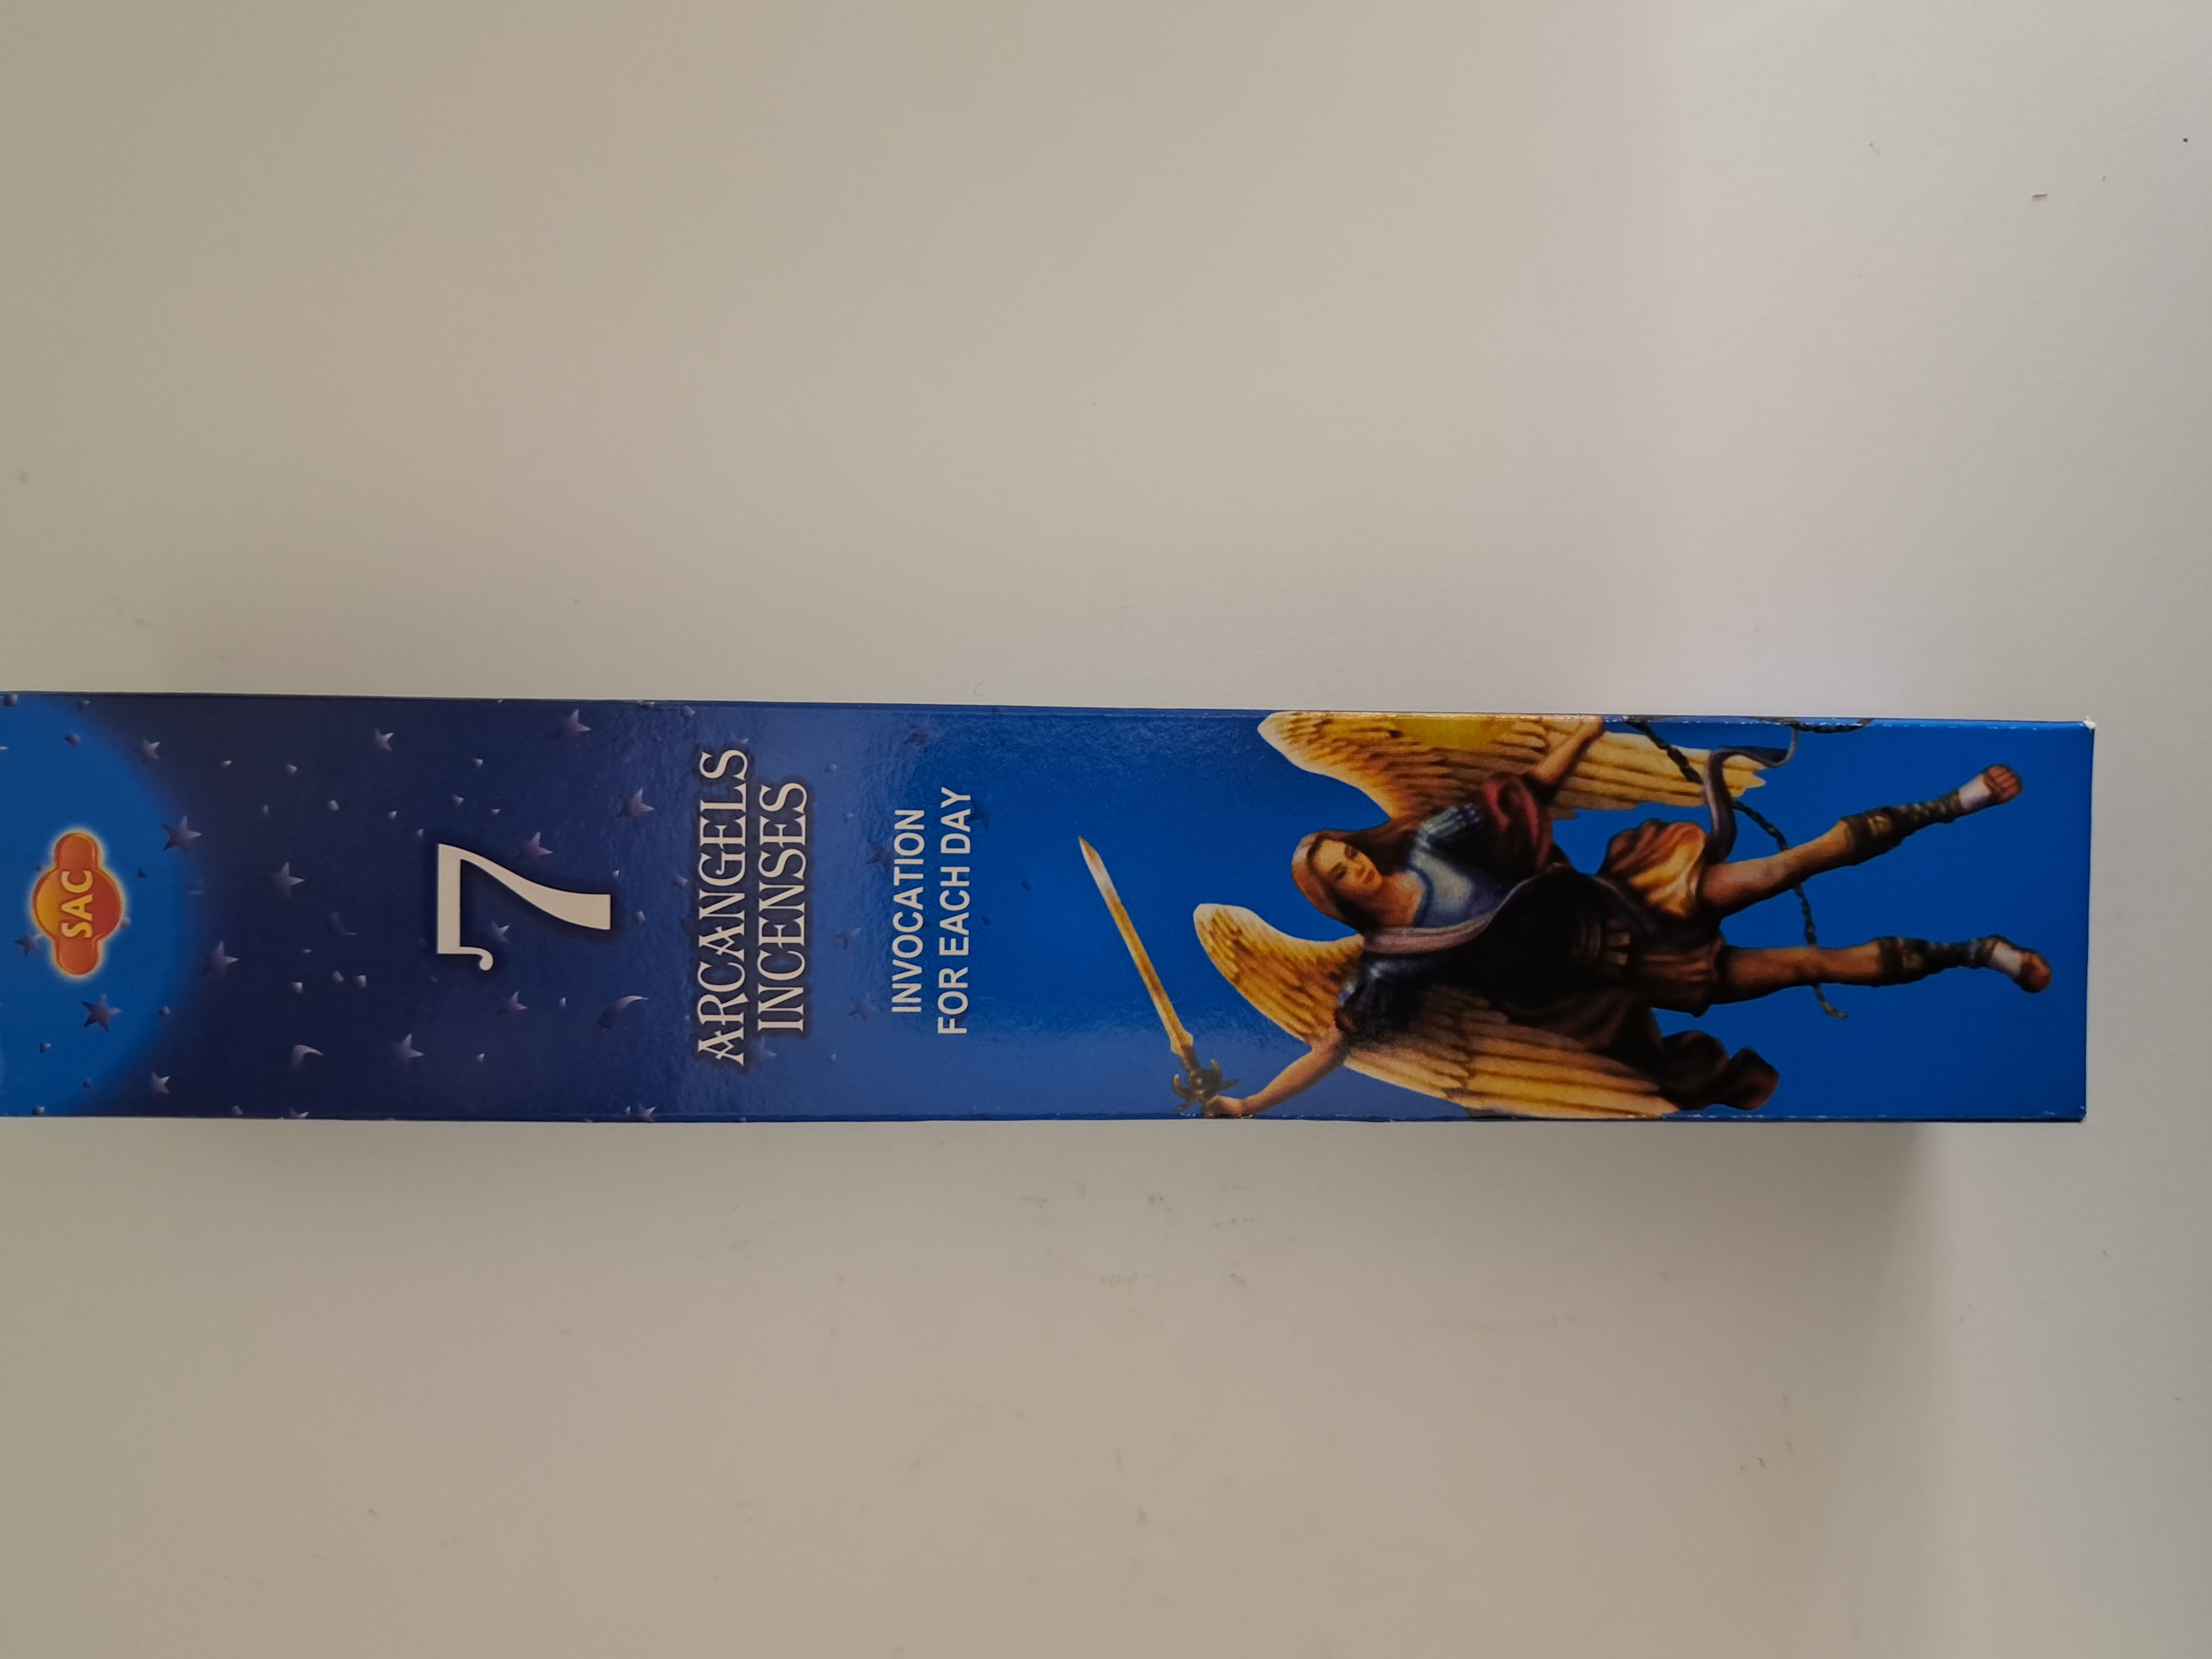 SAC
7
ARCANGELS
INCENSES
INVOCATION
FOR EACH DAY